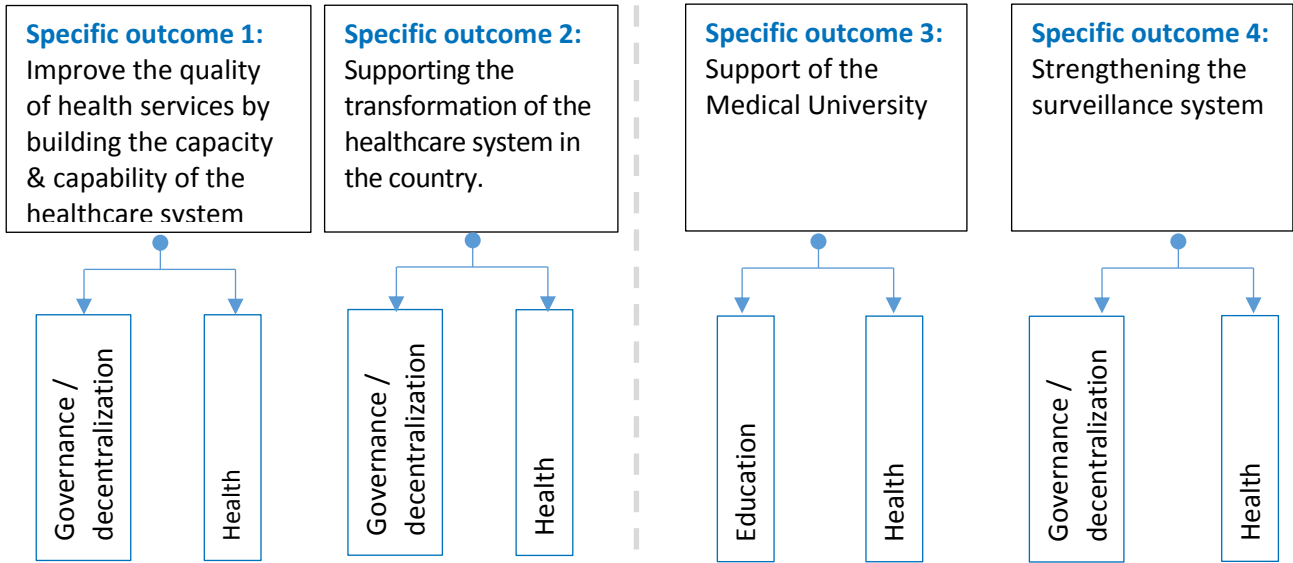 Specific outcome 1:
Improve the quality
of health services by
building the capacity
& capability of the
healthcare system
Specific outcome 2:
Supporting the
transformation of the
healthcare system in
the country.
Specific outcome 3:
Support of the
Medical University
Specific outcome 4:
Strengthening the
surveillance system
Governance /
decentralization
Health
Governance /
decentralization
Health
Education
Health
Governance /
decentralization
Health